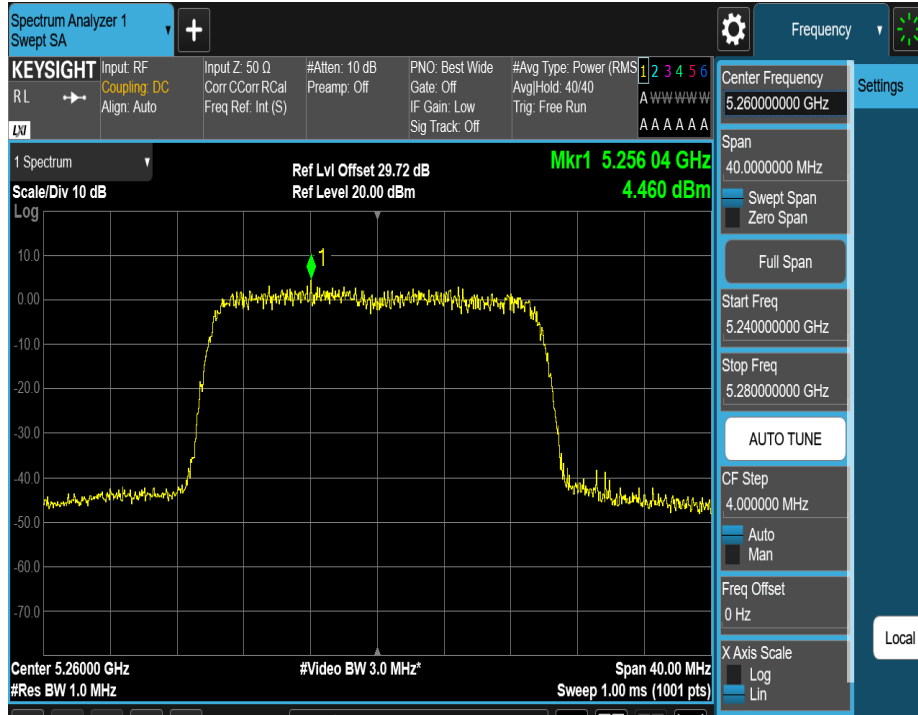 Spectrum Analyzer 1
Swept SA
Frequency
KEYSIGHT
R L
LXI
Input: RF
Coupling: DC
Align: Auto
Input Z: 50 Ω
Corr CCorr RCal
Freq Ref: Int (S)
#Atten: 10 dB
Preamp: Off
PNO: Best Wide
Gate: Off
IF Gain: Low
Sig Track: Off
#Avg Type: Power (RMS
Avg|Hold: 40/40
Trig: Free Run
1 2 3 4 5 6
A W W W W W
A A A A A A
1 Spectrum
Scale/Div 10 dB
Log
Ref Lvl Offset 29.72 dB
Ref Level 20.00 dBm
Mkr1 5.256 04 GHz
4.460 dBm
1
10.0
0.00
-10.0
-20.0
-30.0
-40.0
-50.0
-60.0
-70.0
Center 5.26000 GHz
#Res BW 1.0 MHz
#Video BW 3.0 MHz*
Span 40.00 MHz
Sweep 1.00 ms (1001 pts)
Center Frequency
5.260000000 GHz
Settings
Span
40.0000000 MHz
Swept Span
Zero Span
Full Span
Start Freq
5.240000000 GHz
Stop Freq
5.280000000 GHz
AUTO TUNE
CF Step
4.000000 MHz
Auto
Man
Freq Offset
0 Hz
Local
X Axis Scale
Log
Lin